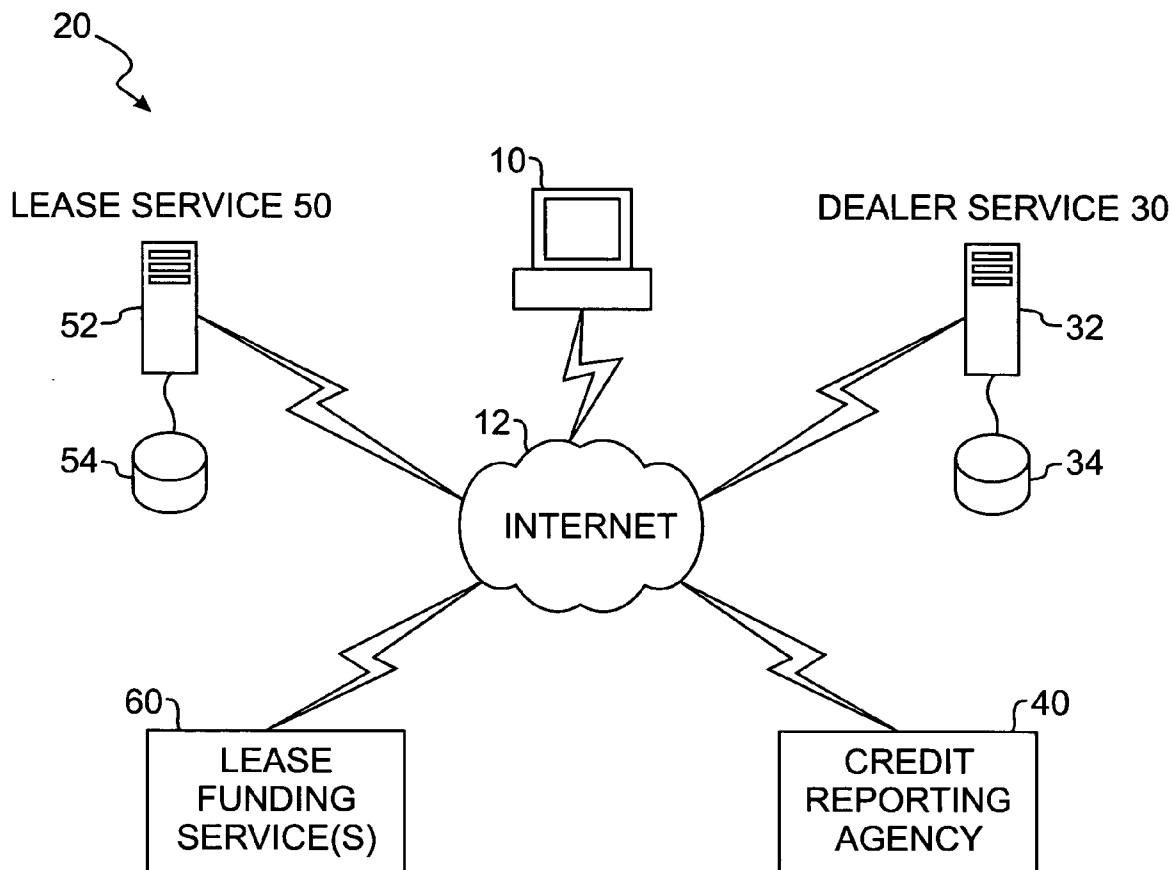 20
10
LEASE SERVICE 50
DEALER SERVICE 30
52
32
12
54
34
INTERNET
60
40
LEASE
FUNDING
SERVICE(S)
CREDIT
REPORTING
AGENCY